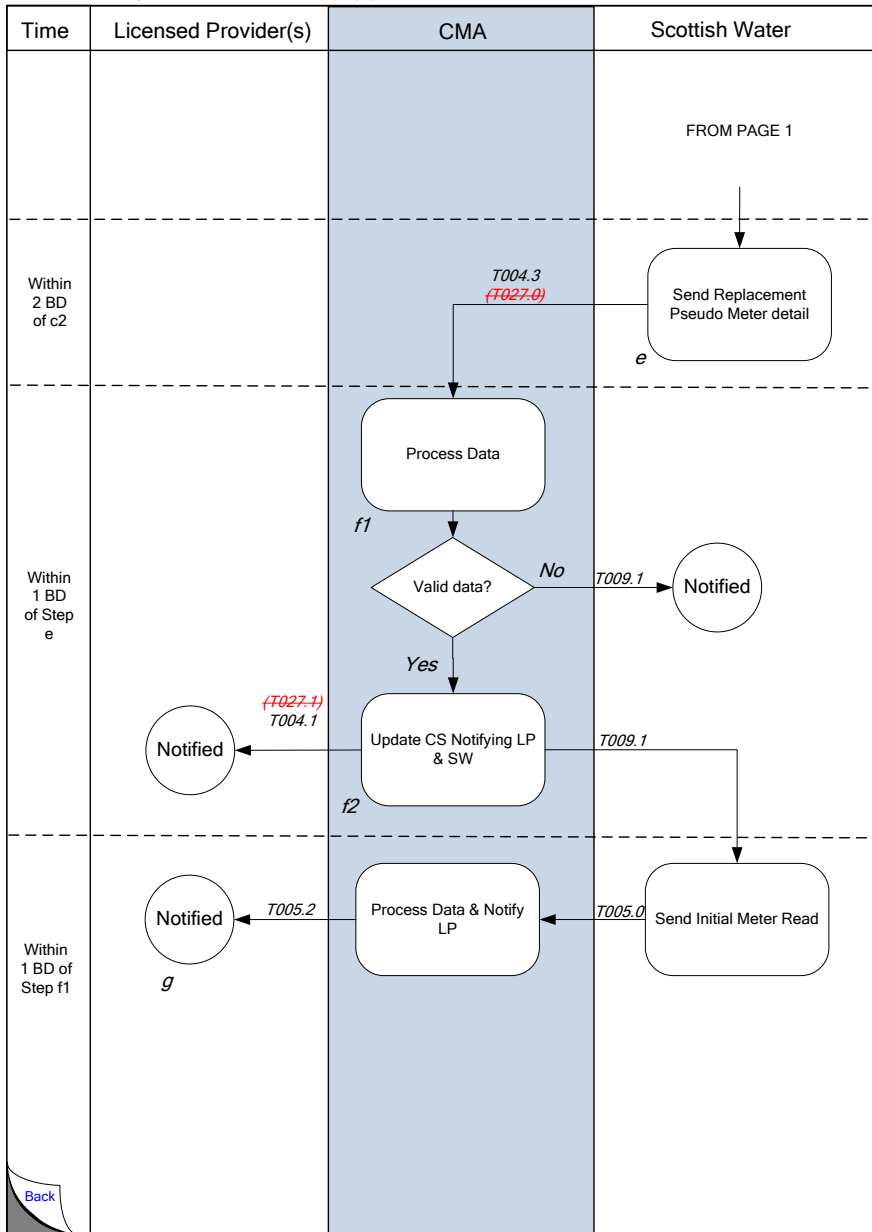 Time
Licensed Provider(s)
CMA
Scottish Water
FROM PAGE 1
Within
2 BD
of c2
T004.3
(T027.0)
Send Replacement
Pseudo Meter detail
e
Process Data
f1
Within
1 BD
of Step
e
Valid data?
No
T009.1
Notified
Yes
(T027.1)
T004.1
Notified
Update CS Notifying LP
& SW
T009.1
f2
Within
1 BD of
Step f1
Notified
T005.2
Process Data & Notify
LP
T005.0
Send Initial Meter Read
g
Back